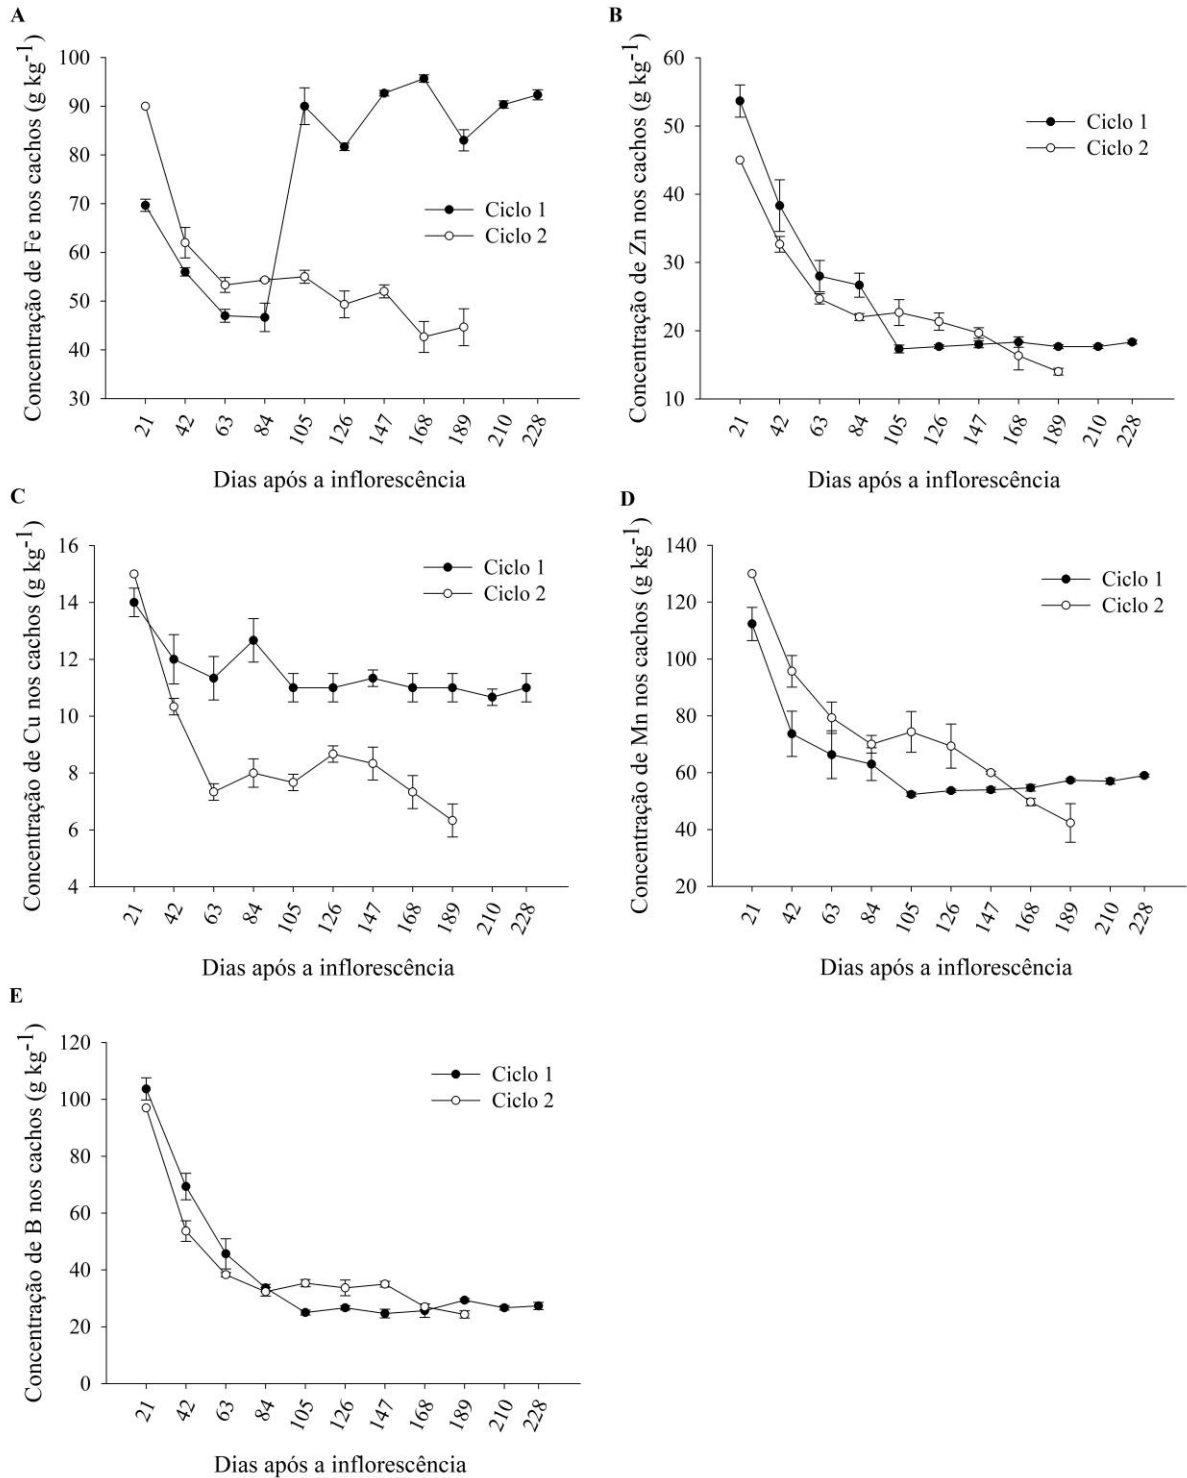 A
Concentração de Fe nos cachos (g kg-1)
100
90
80
70
60
50
40
30
Ciclo 1
Ciclo 2
21 42 63 84 105 126 147 168 189 210 228
Dias após a inflorescência
B
Concentração de Zn nos cachos (g kg-1)
60
50
40
30
20
10
Ciclo 1
Ciclo 2
21 42 63 84 105 126 147 168 189 210 228
Dias após a inflorescência
C
Concentração de Cu nos cachos (g kg-1)
16
14
12
10
8
6
4
Ciclo 1
Ciclo 2
21 42 63 84 105 126 147 168 189 210 228
Dias após a inflorescência
D
Concentração de Mn nos cachos (g kg-1)
140
120
100
80
60
40
20
Ciclo 1
Ciclo 2
21 42 63 84 105 126 147 168 189 210 228
Dias após a inflorescência
E
Concentração de B nos cachos (g kg-1)
120
100
80
60
40
20
0
Ciclo 1
Ciclo 2
21 42 63 84 105 126 147 168 189 210 228
Dias após a inflorescência